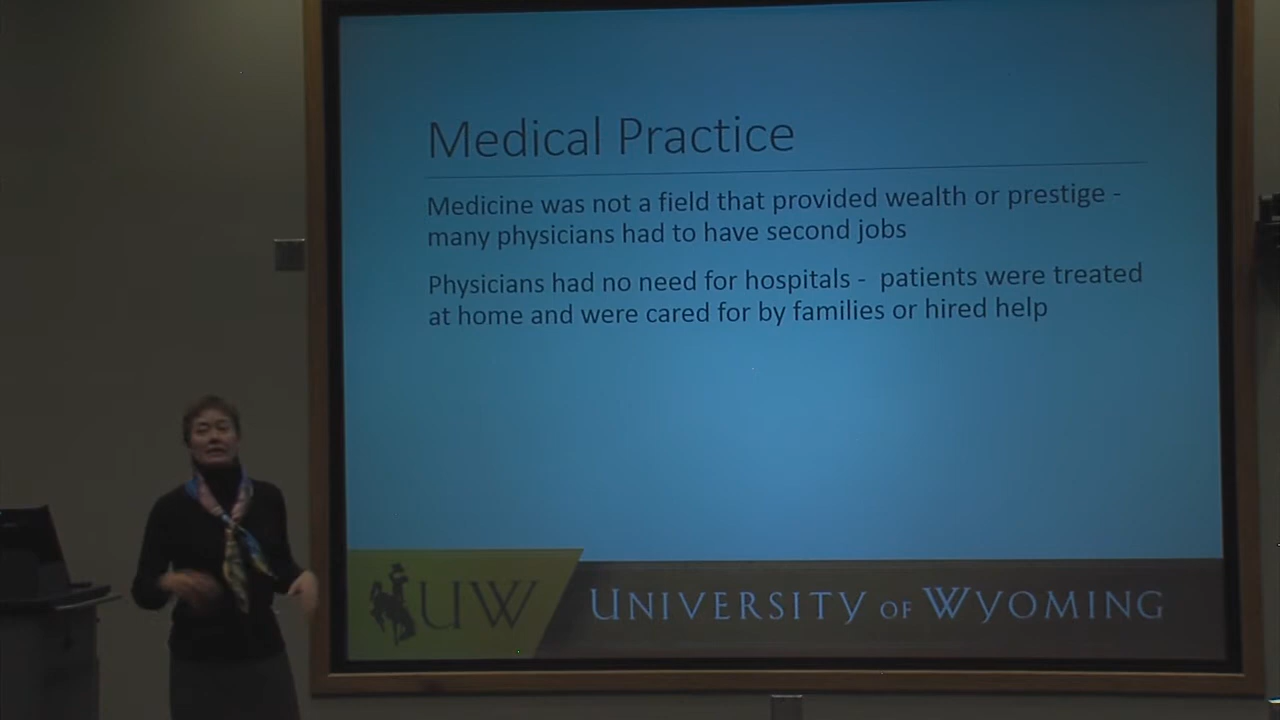 Medical Practice
Medicine was not a field that provided wealth or prestige -
many physicians had to have second jobs
Physicians had no need for hospitals - patients were treated
at home and were cared for by families or hired help
UW
UNIVERSITY OF WYOMING